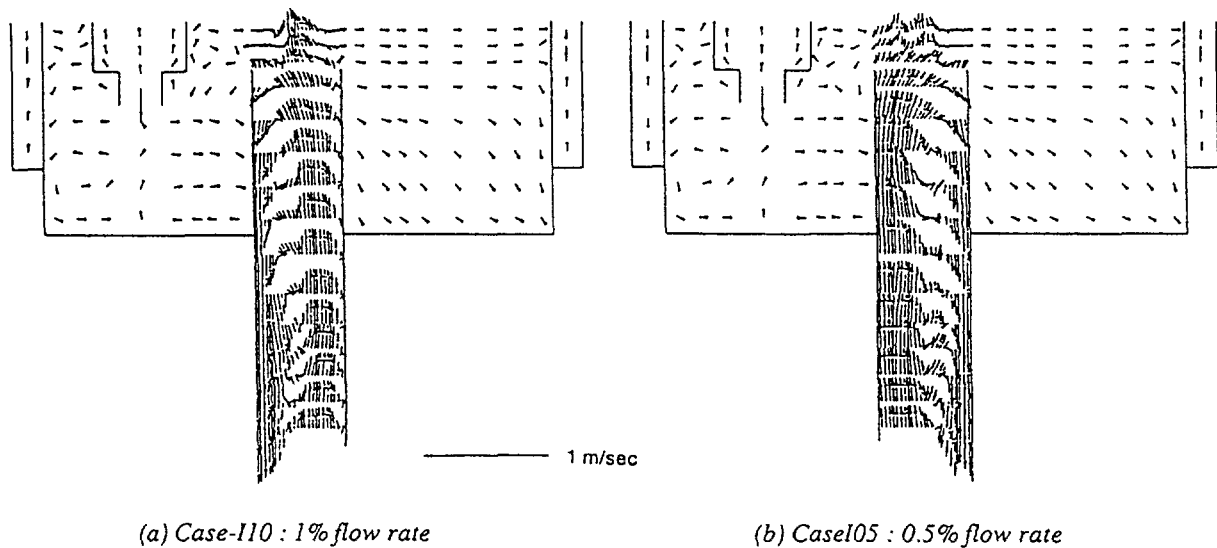 1 m/sec
(a) Case-I10 : 1% flow rate
(b) CaseI05 : 0.5% flow rate